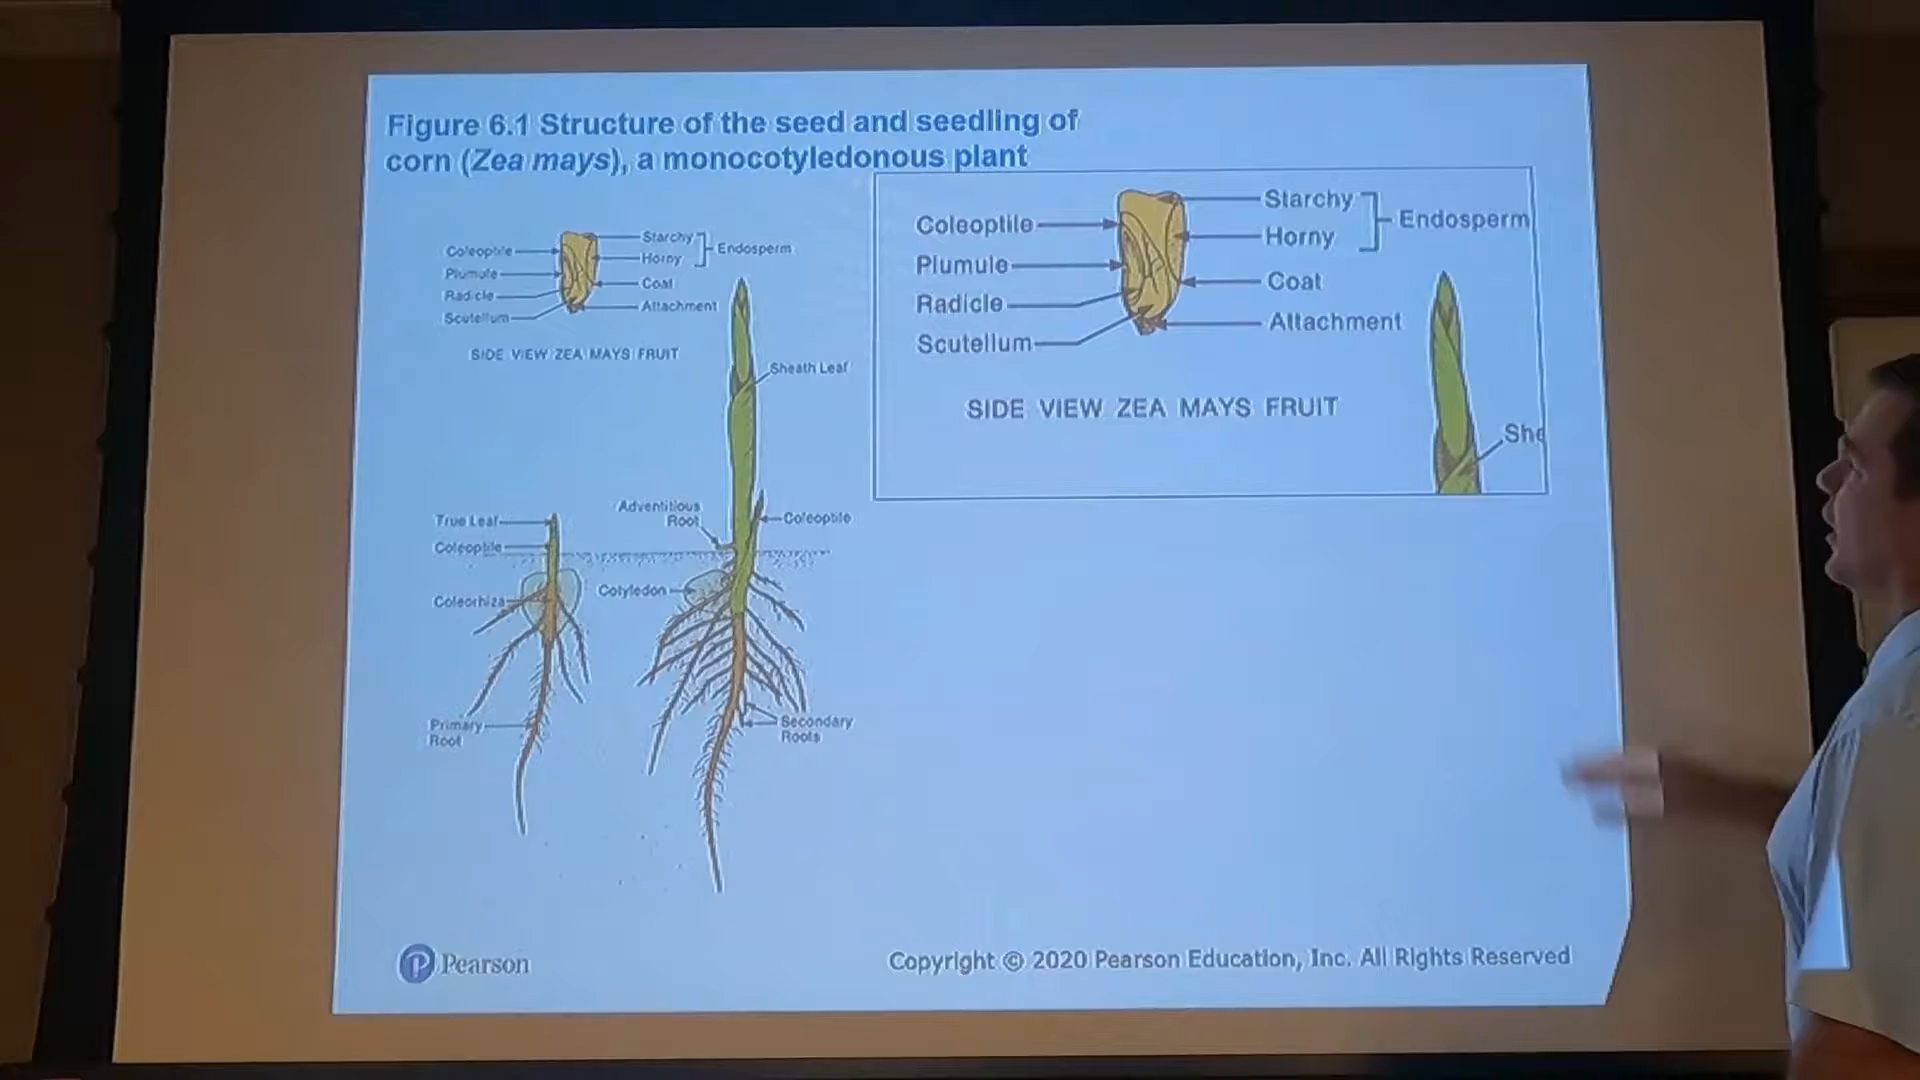 Figure 6.1 Structure of the seed and seedling of
corn (Zea mays), a monocotyledonous plant
Coleoptile
Plumule
Radicle
Scutellum
Starchy
Horny
Endosperm
Coat
Attachment
SIDE VIEW ZEA MAYS FRUIT
Sheath Leaf
True Leaf
Coleoptile
Coleorhiza
Primary
Root
Adventitious
Root
Coleoptile
Cotyledon
Secondary
Roots
Coleoptile
Plumule
Radicle
Scutellum
Starchy
Horny
Endosperm
Coat
Attachment
SIDE VIEW ZEA MAYS FRUIT
She
P Pearson
Copyright © 2020 Pearson Education, Inc. All Rights Reserved